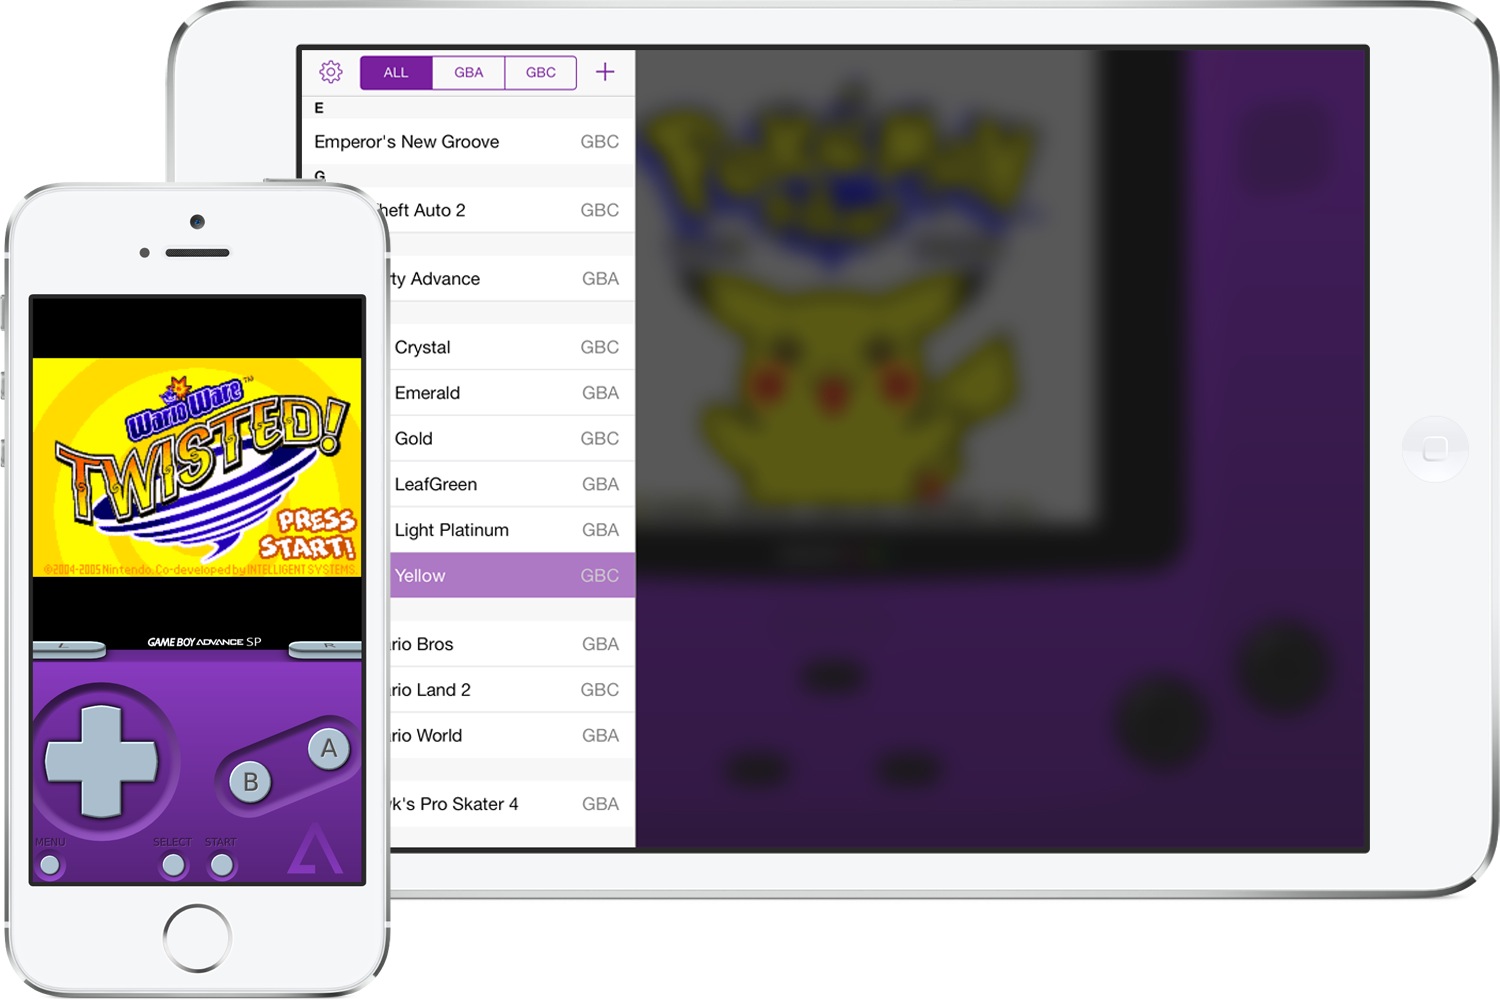 ALL GBA GBC +
E
Emperor's New Groove GBC
G
heft Auto 2 GBC
ty Advance GBA
Crystal GBC
Emerald GBA
Gold GBC
LeafGreen GBA
Light Platinum GBA
Yellow GBC
rio Bros GBA
rio Land 2 GBC
rio World GBA
k's Pro Skater 4 GBA
WarioWare™
TWISTED!
PRESS
START!
©2004-2005 Nintendo. Co-developed by INTELLIGENT SYSTEMS.
L GAME BOY ADVANCE SP R
A
B
MENU SELECT START